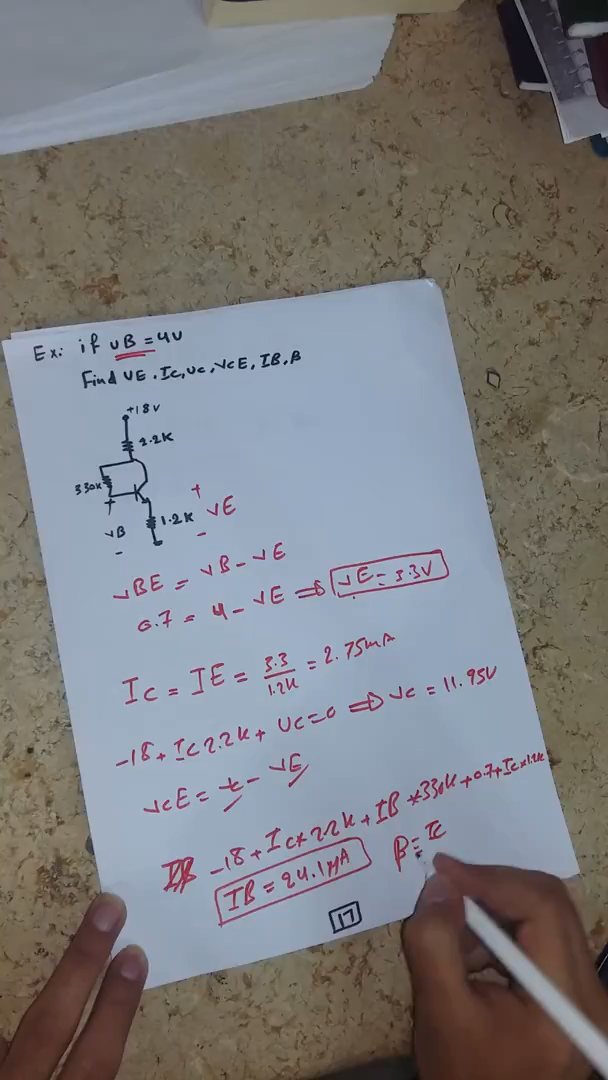 Ex: if VB = 4V
Find VE, Ic, Vc, VCE, IB, β
+18V
2.2K
330K
+
+
VE
VB
1.2K
-
-
VBE = VB - VE
0.7 = 4 - VE ⇒ VE = 3.3V
Ic = IE = 3.3/1.2K = 2.75mA
-18 + Ic 2.2K + Vc = 0 ⇒ Vc = 11.95V
VCE = Vc - VE
-18 + Ic × 2.2K + IB × 330K + 0.7 + Ic × 1.2K
IB = 24.1 μA
β = Ic
17